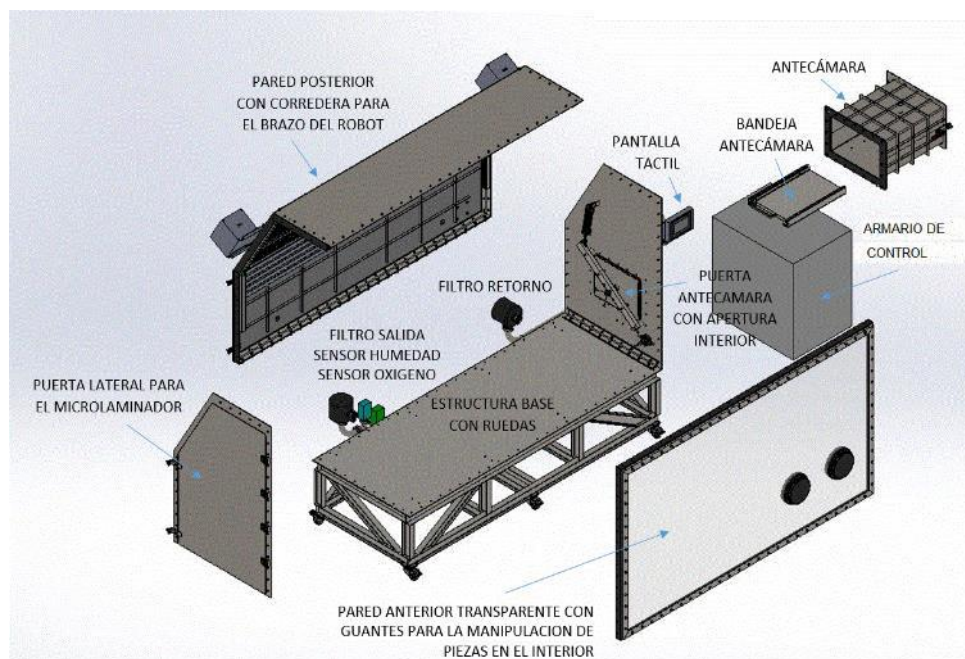 PARED POSTERIOR
CON CORREDERA PARA
EL BRAZO DEL ROBOT
ANTECÁMARA
BANDEJA
ANTECÁMARA
PANTALLA
TACTIL
ARMARIO DE
CONTROL
PUERTA
ANTECAMARA
CON APERTURA
INTERIOR
FILTRO RETORNO
FILTRO SALIDA
SENSOR HUMEDAD
SENSOR OXIGENO
PUERTA LATERAL PARA
EL MICROLAMINADOR
ESTRUCTURA BASE
CON RUEDAS
PARED ANTERIOR TRANSPARENTE CON
GUANTES PARA LA MANIPULACION DE
PIEZAS EN EL INTERIOR